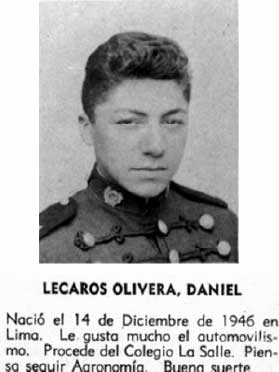 LECAROS OLIVERA, DANIEL
Nació el 14 de Diciembre de 1946 en
Lima. Le gusta mucho el automovilis-
mo. Procede del Colegio La Salle. Pien-
sa seguir Agronomía. Buena suerte